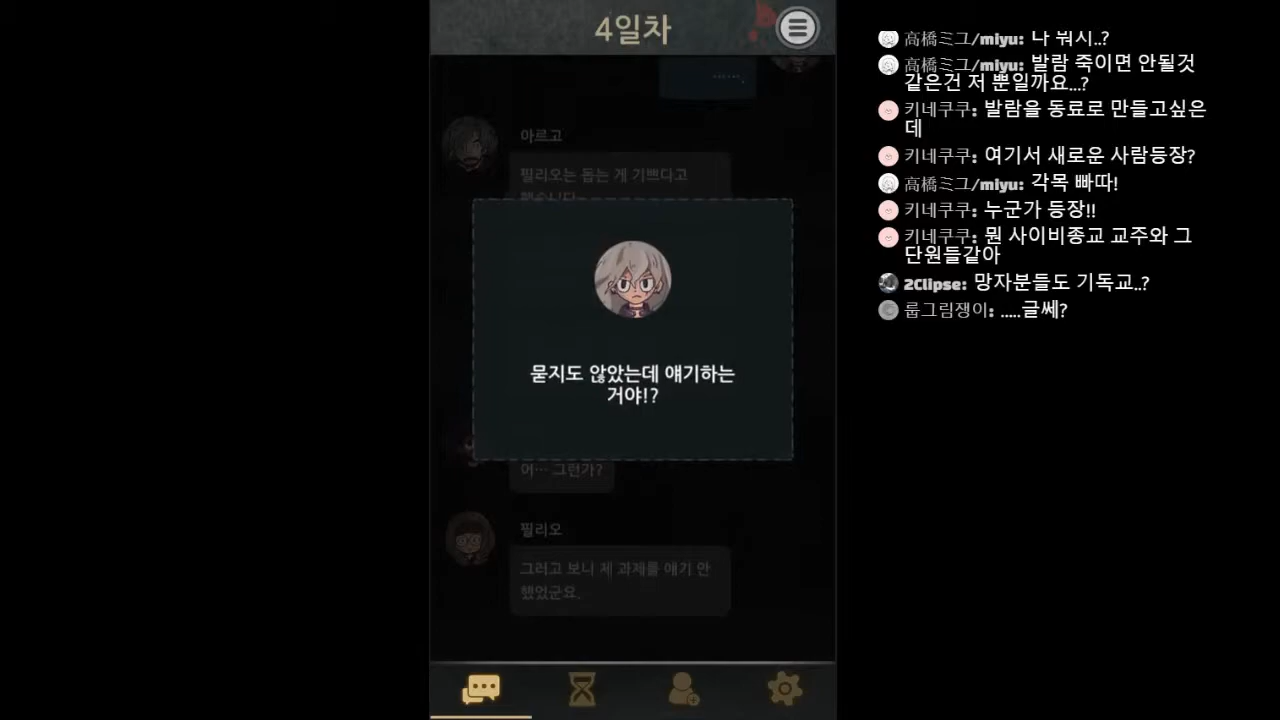 4일차
.....
아르고
필리오는 돕는 게 기쁘다고
했습니다.
묻지도 않았는데 얘기하는
거야!?
어… 그런가?
필리오
그러고 보니 제 과제를 얘기 안
했었군요.
高橋ミユ/miyu: 나 뭐시..?
高橋ミユ/miyu: 발람 죽이면 안될것
같은건 저 뿐일까요...?
키네쿠쿠: 발람을 동료로 만들고싶은
데
키네쿠쿠: 여기서 새로운 사람등장?
高橋ミユ/miyu: 각목 빠따!
키네쿠쿠: 누군가 등장!!
키네쿠쿠: 뭔 사이비종교 교주와 그
단원들같아
2Clipse: 망자분들도 기독교..?
룹그림쟁이: .....글쎄?